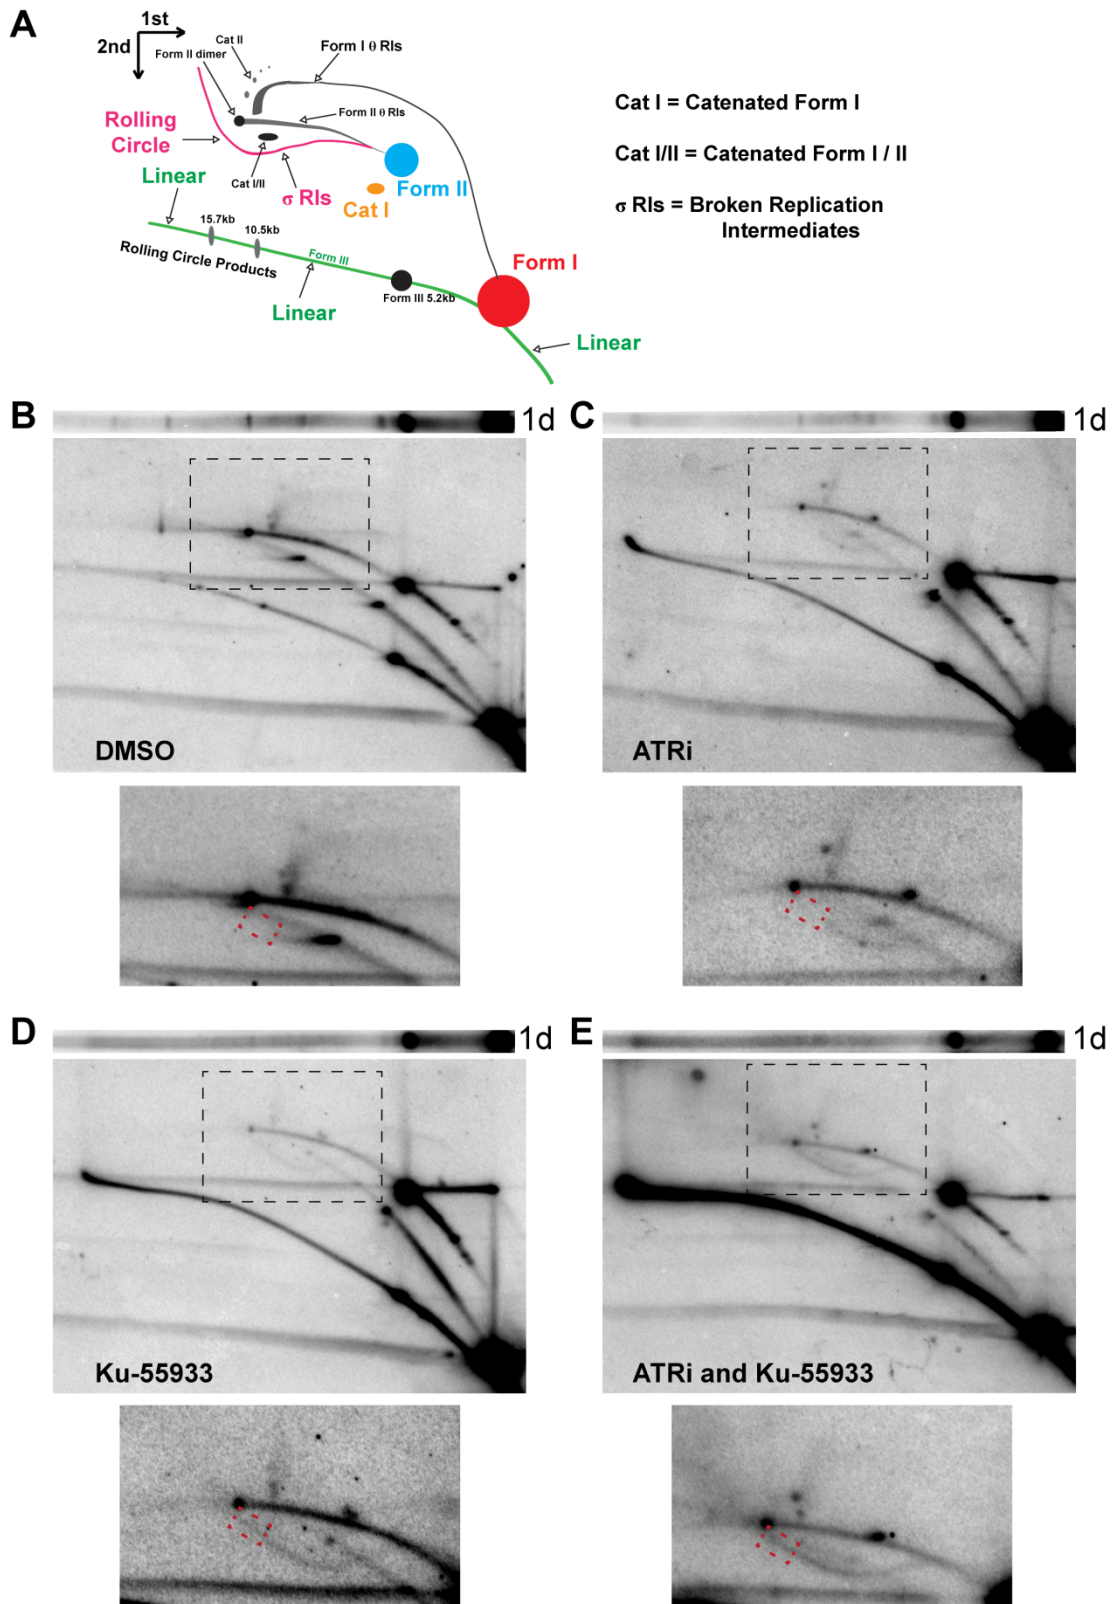 A
1st
2nd
Cat II
Form II dimer
Form I θ RIs
Form II θ RIs
Rolling
Circle
Cat I/II
σ RIs
Form II
Cat I
Linear
15.7kb
10.5kb
Rolling Circle Products
Form III
Linear
Form III 5.2kb
Form I
Linear
Cat I = Catenated Form I
Cat I/II = Catenated Form I / II
σ RIs = Broken Replication
Intermediates
B
1d
DMSO
C
1d
ATRi
D
1d
Ku-55933
E
1d
ATRi and Ku-55933